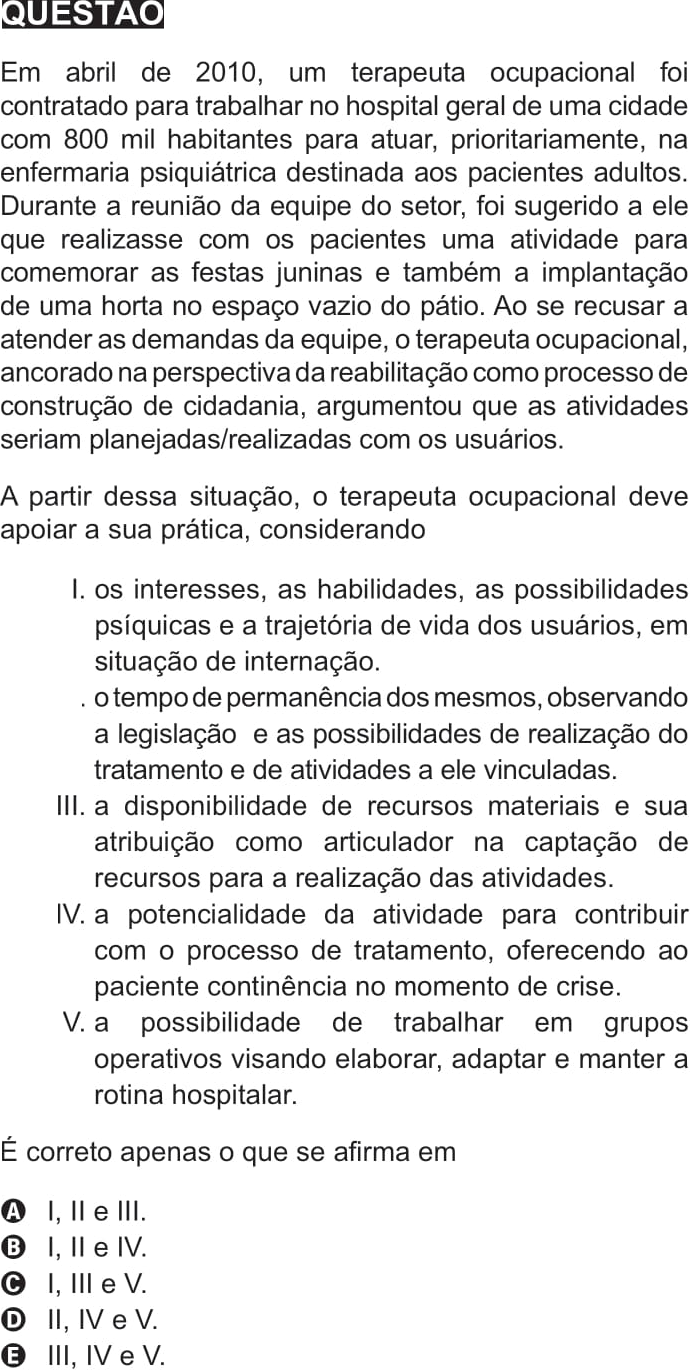 QUESTÃO
Em abril de 2010, um terapeuta ocupacional foi
contratado para trabalhar no hospital geral de uma cidade
com 800 mil habitantes para atuar, prioritariamente, na
enfermaria psiquiátrica destinada aos pacientes adultos.
Durante a reunião da equipe do setor, foi sugerido a ele
que realizasse com os pacientes uma atividade para
comemorar as festas juninas e também a implantação
de uma horta no espaço vazio do pátio. Ao se recusar a
atender as demandas da equipe, o terapeuta ocupacional,
ancorado na perspectiva da reabilitação como processo de
construção de cidadania, argumentou que as atividades
seriam planejadas/realizadas com os usuários.
A partir dessa situação, o terapeuta ocupacional deve
apoiar a sua prática, considerando
I. os interesses, as habilidades, as possibilidades
psíquicas e a trajetória de vida dos usuários, em
situação de internação.
. o tempo de permanência dos mesmos, observando
a legislação e as possibilidades de realização do
tratamento e de atividades a ele vinculadas.
III. a disponibilidade de recursos materiais e sua
atribuição como articulador na captação de
recursos para a realização das atividades.
IV. a potencialidade da atividade para contribuir
com o processo de tratamento, oferecendo ao
paciente continência no momento de crise.
V. a possibilidade de trabalhar em grupos
operativos visando elaborar, adaptar e manter a
rotina hospitalar.
É correto apenas o que se afirma em
A I, II e III.
B I, II e IV.
C I, III e V.
D II, IV e V.
E III, IV e V.